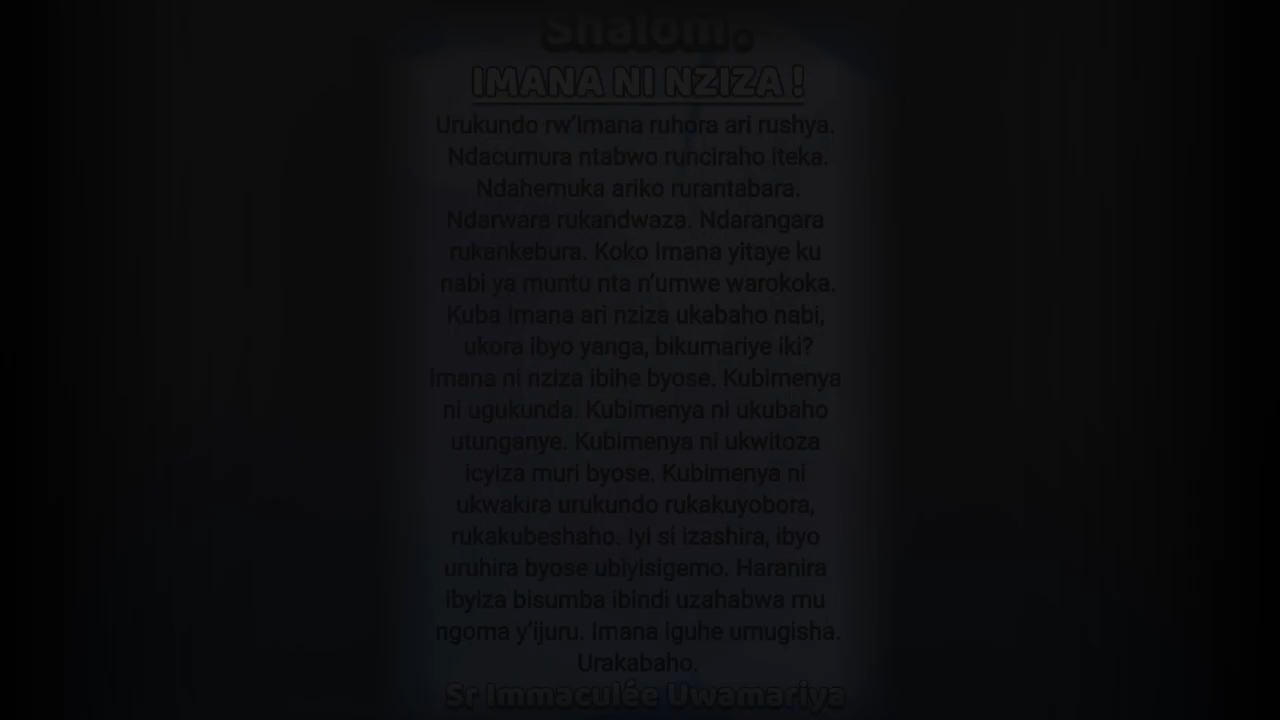 Shalom.
IMANA NI NZIZA !
Urukundo rw'Imana ruhora ari rushya.
Ndacumura ntabwo runciraho iteka.
Ndahemuka ariko rurantabara.
Ndarwara rukandwaza. Ndarangara
rukankebura. Koko Imana yitaye ku
nabi ya muntu nta n'umwe warokoka.
Kuba Imana ari nziza ukabaho nabi,
ukora ibyo yanga, bikumariye iki?
Imana ni nziza ibihe byose. Kubimenya
ni ugukunda. Kubimenya ni ukubaho
utunganye. Kubimenya ni ukwitoza
icyiza muri byose. Kubimenya ni
ukwakira urukundo rukakuyobora,
rukakubeshaho. Iyi si izashira, ibyo
uruhira byose ubiyisigemo. Haranira
ibyiza bisumba ibindi uzahabwa mu
ngoma y'ijuru. Imana iguhe umugisha.
Urakabaho.
Sr Immaculée Uwamariya